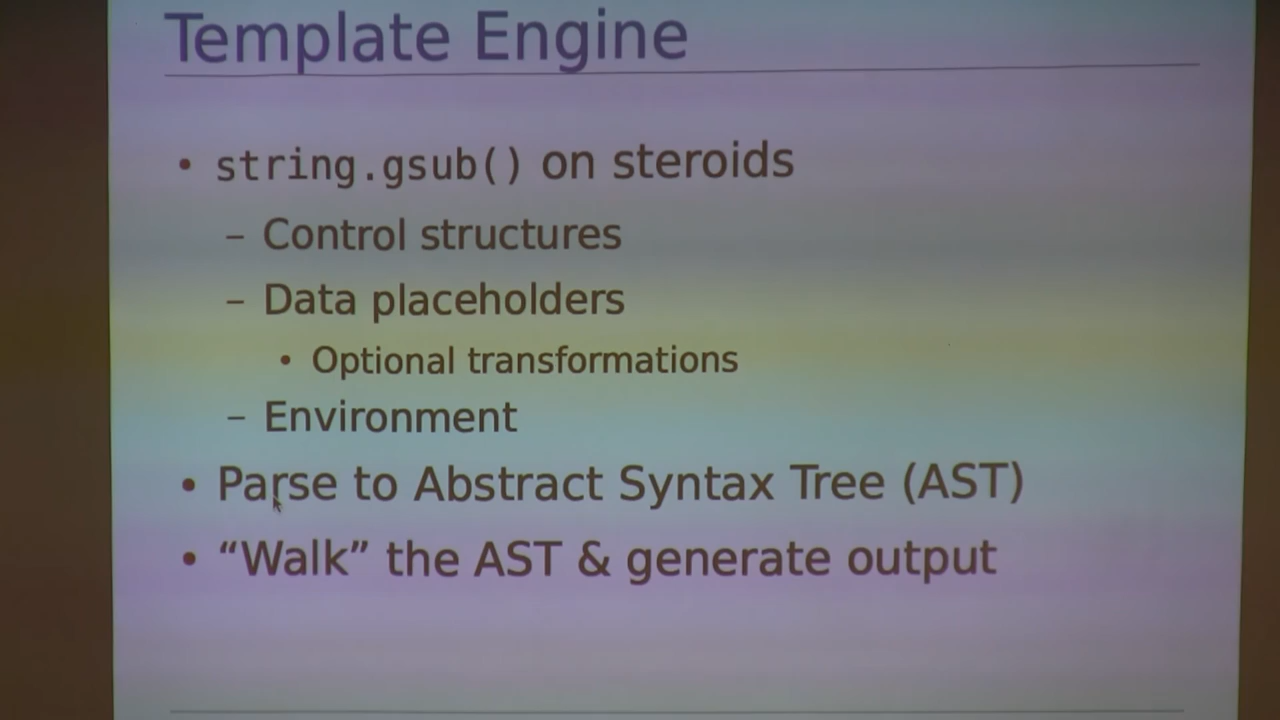 Template Engine
• string.gsub() on steroids
– Control structures
– Data placeholders
• Optional transformations
– Environment
• Parse to Abstract Syntax Tree (AST)
• “Walk” the AST & generate output